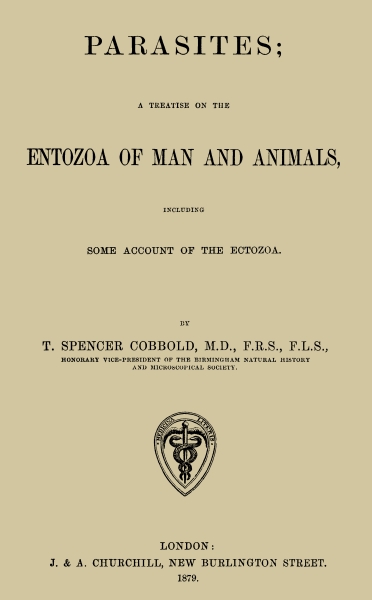 PARASITES;
A TREATISE ON THE
ENTOZOA OF MAN AND ANIMALS,
INCLUDING
SOME ACCOUNT OF THE ECTOZOA.
BY
T. SPENCER COBBOLD, M.D., F.R.S., F.L.S.,
HONORARY VICE-PRESIDENT OF THE BIRMINGHAM NATURAL HISTORY
AND MICROSCOPICAL SOCIETY.
LONDON:
J. & A. CHURCHILL, NEW BURLINGTON STREET.
1879.